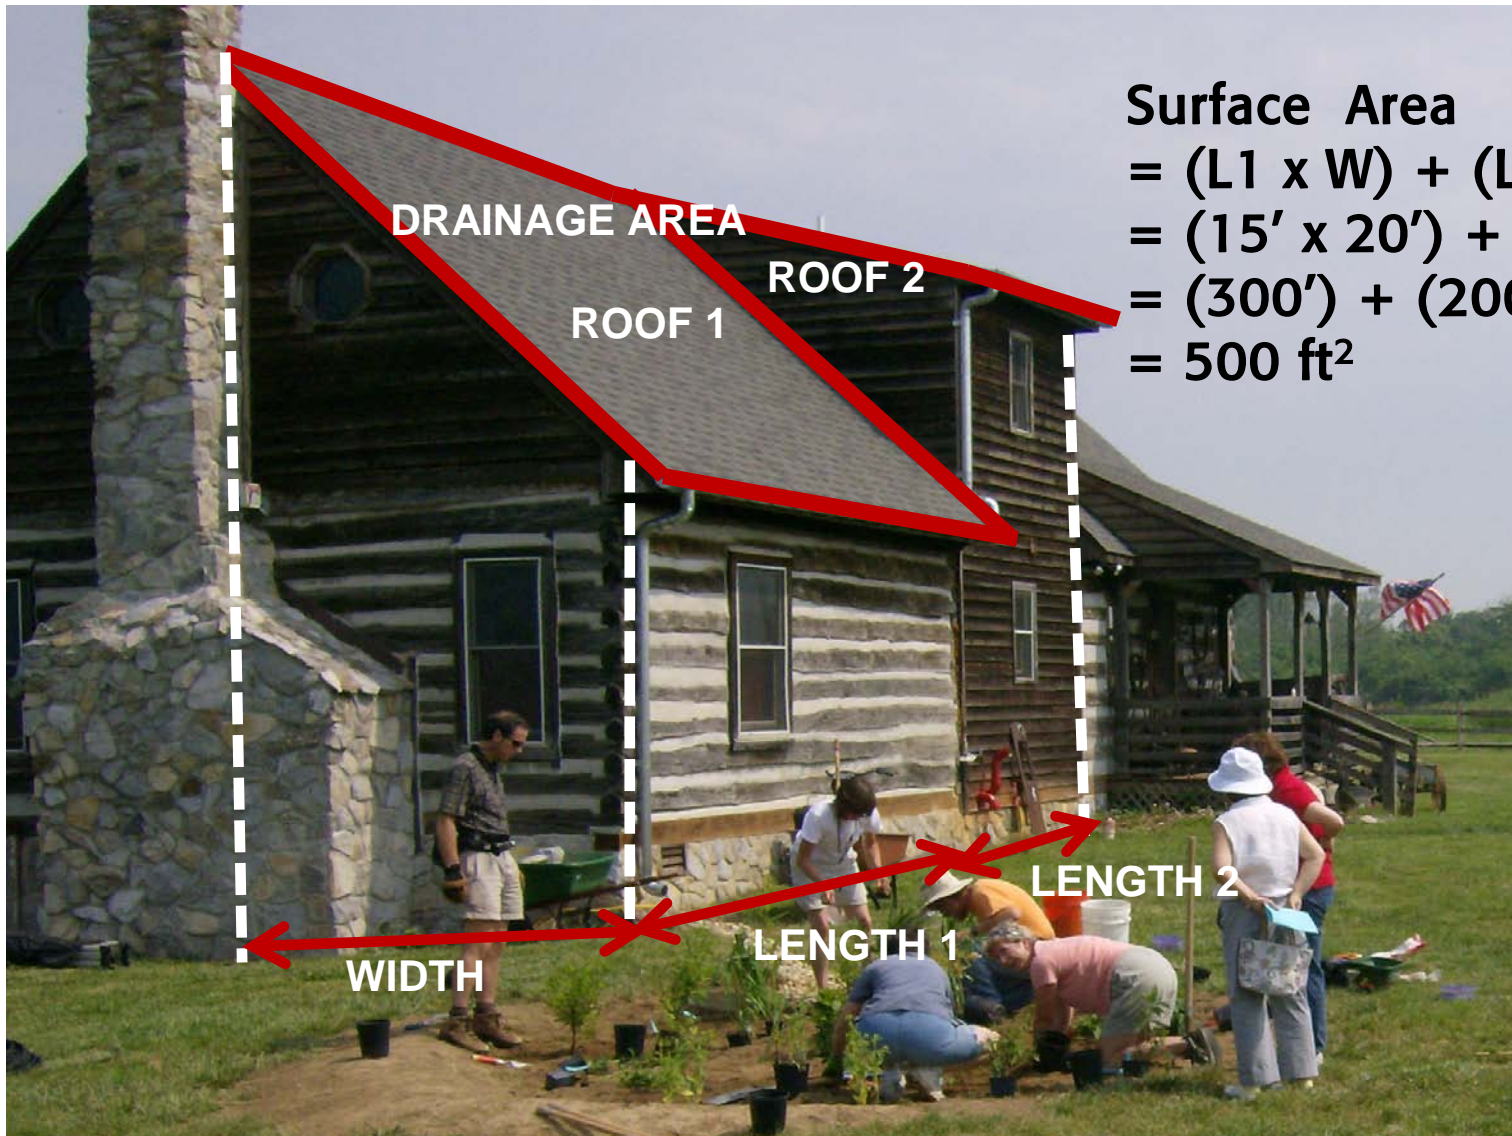 Surface Area
= (L1 x W) + (L
= (15′ x 20′) +
= (300′) + (200
= 500 ft²
DRAINAGE AREA
ROOF 2
ROOF 1
LENGTH 2
LENGTH 1
WIDTH